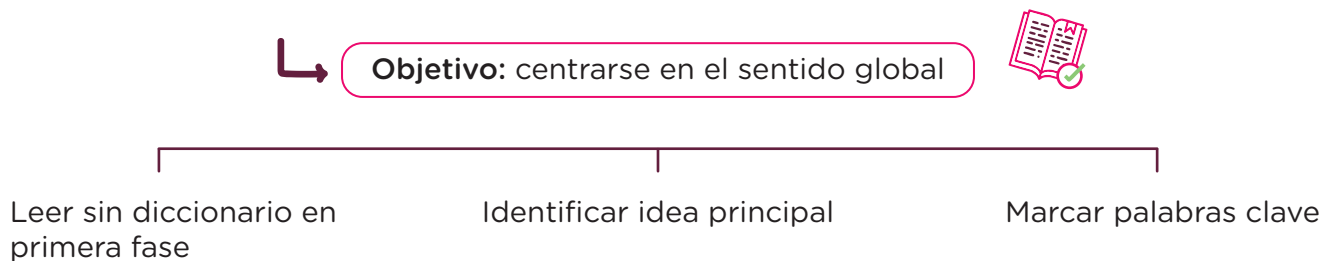 Objetivo: centrarse en el sentido global
Leer sin diccionario en
primera fase
Identificar idea principal
Marcar palabras clave